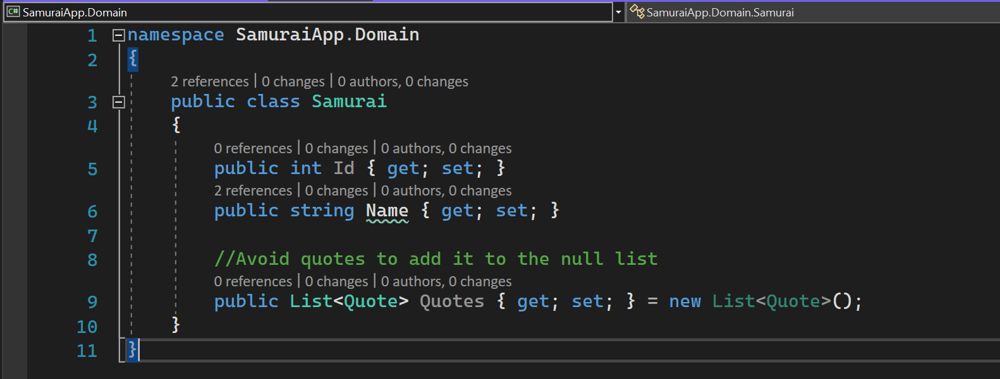 C# SamuraiApp.Domain SamuraiApp.Domain.Samurai
1 namespace SamuraiApp.Domain
2 {
2 references | 0 changes | 0 authors, 0 changes
3 public class Samurai
4 {
0 references | 0 changes | 0 authors, 0 changes
5 public int Id { get; set; }
2 references | 0 changes | 0 authors, 0 changes
6 public string Name { get; set; }
7
8 //Avoid quotes to add it to the null list
0 references | 0 changes | 0 authors, 0 changes
9 public List<Quote> Quotes { get; set; } = new List<Quote>();
10 }
11 }